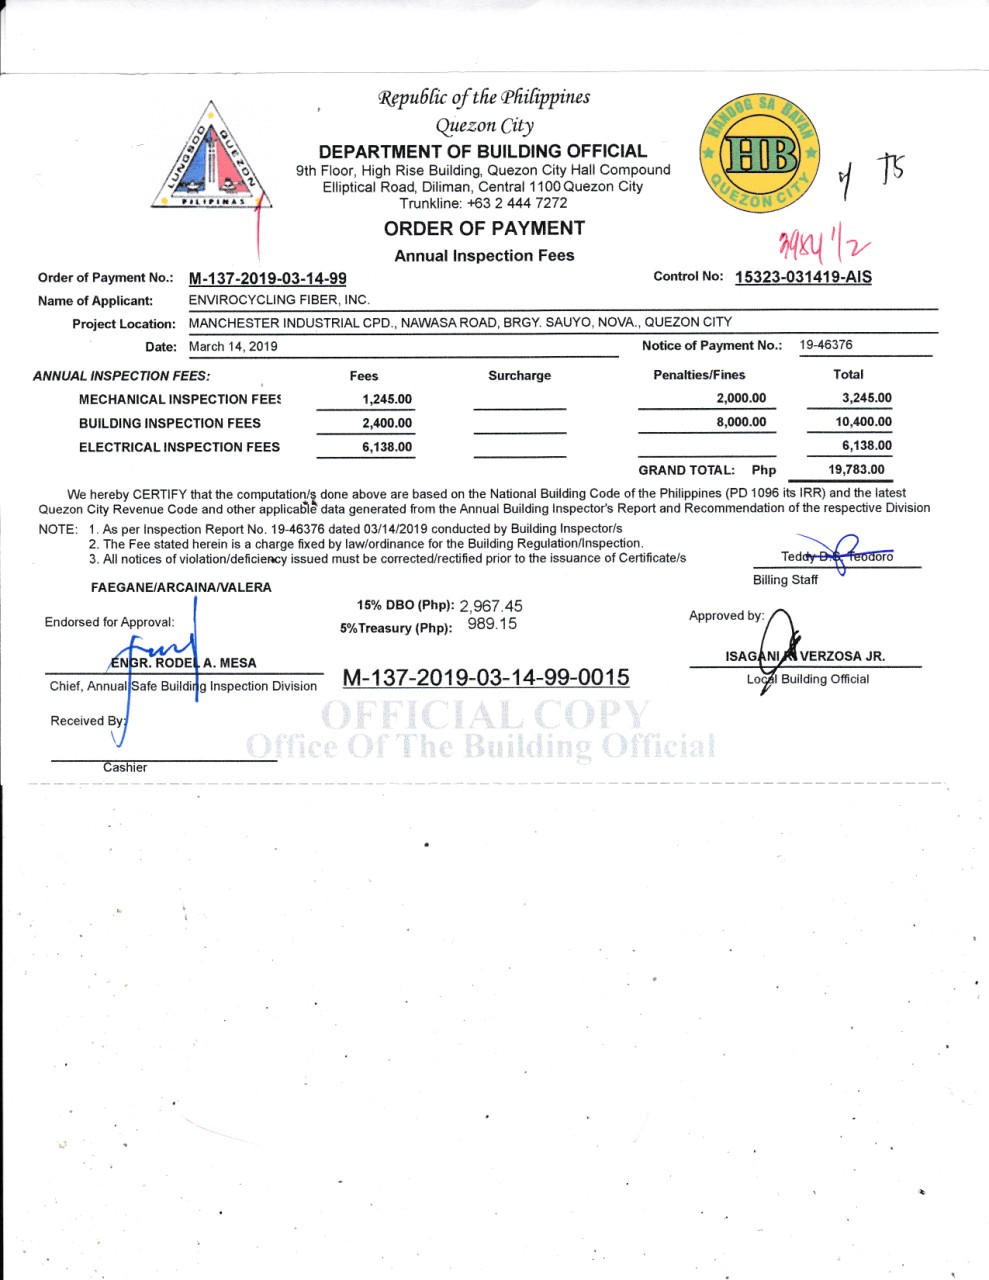 Republic of the Philippines
Quezon City
DEPARTMENT OF BUILDING OFFICIAL
9th Floor, High Rise Building, Quezon City Hall Compound
Elliptical Road, Diliman, Central 1100 Quezon City
Trunkline: +63 2 444 7272
LUNGSOD QUEZON
PILIPINAS
HANDOG SA BAYAN
HB
QUEZON CITY
TS
ORDER OF PAYMENT
Annual Inspection Fees
Order of Payment No.: M-137-2019-03-14-99 Control No: 15323-031419-AIS
Name of Applicant: ENVIROCYCLING FIBER, INC.
Project Location: MANCHESTER INDUSTRIAL CPD., NAWASA ROAD, BRGY. SAUYO, NOVA., QUEZON CITY
Date: March 14, 2019 Notice of Payment No.: 19-46376
ANNUAL INSPECTION FEES: Fees Surcharge Penalties/Fines Total
MECHANICAL INSPECTION FEES 1,245.00 2,000.00 3,245.00
BUILDING INSPECTION FEES 2,400.00 8,000.00 10,400.00
ELECTRICAL INSPECTION FEES 6,138.00 6,138.00
GRAND TOTAL: Php 19,783.00
We hereby CERTIFY that the computation/s done above are based on the National Building Code of the Philippines (PD 1096 its IRR) and the latest
Quezon City Revenue Code and other applicable data generated from the Annual Building Inspector's Report and Recommendation of the respective Division
NOTE: 1. As per Inspection Report No. 19-46376 dated 03/14/2019 conducted by Building Inspector/s
2. The Fee stated herein is a charge fixed by law/ordinance for the Building Regulation/Inspection.
3. All notices of violation/deficiency issued must be corrected/rectified prior to the issuance of Certificate/s
Teddy D.S. Teodoro
Billing Staff
FAEGANE/ARCAINA/VALERA
15% DBO (Php): 2,967.45
5%Treasury (Php): 989.15
Endorsed for Approval:
ENGR. RODEL A. MESA
Chief, Annual Safe Building Inspection Division
Approved by:
ISAGANI R. VERZOSA JR.
Local Building Official
M-137-2019-03-14-99-0015
Received By:
Cashier
OFFICIAL COPY
Office Of The Building Official